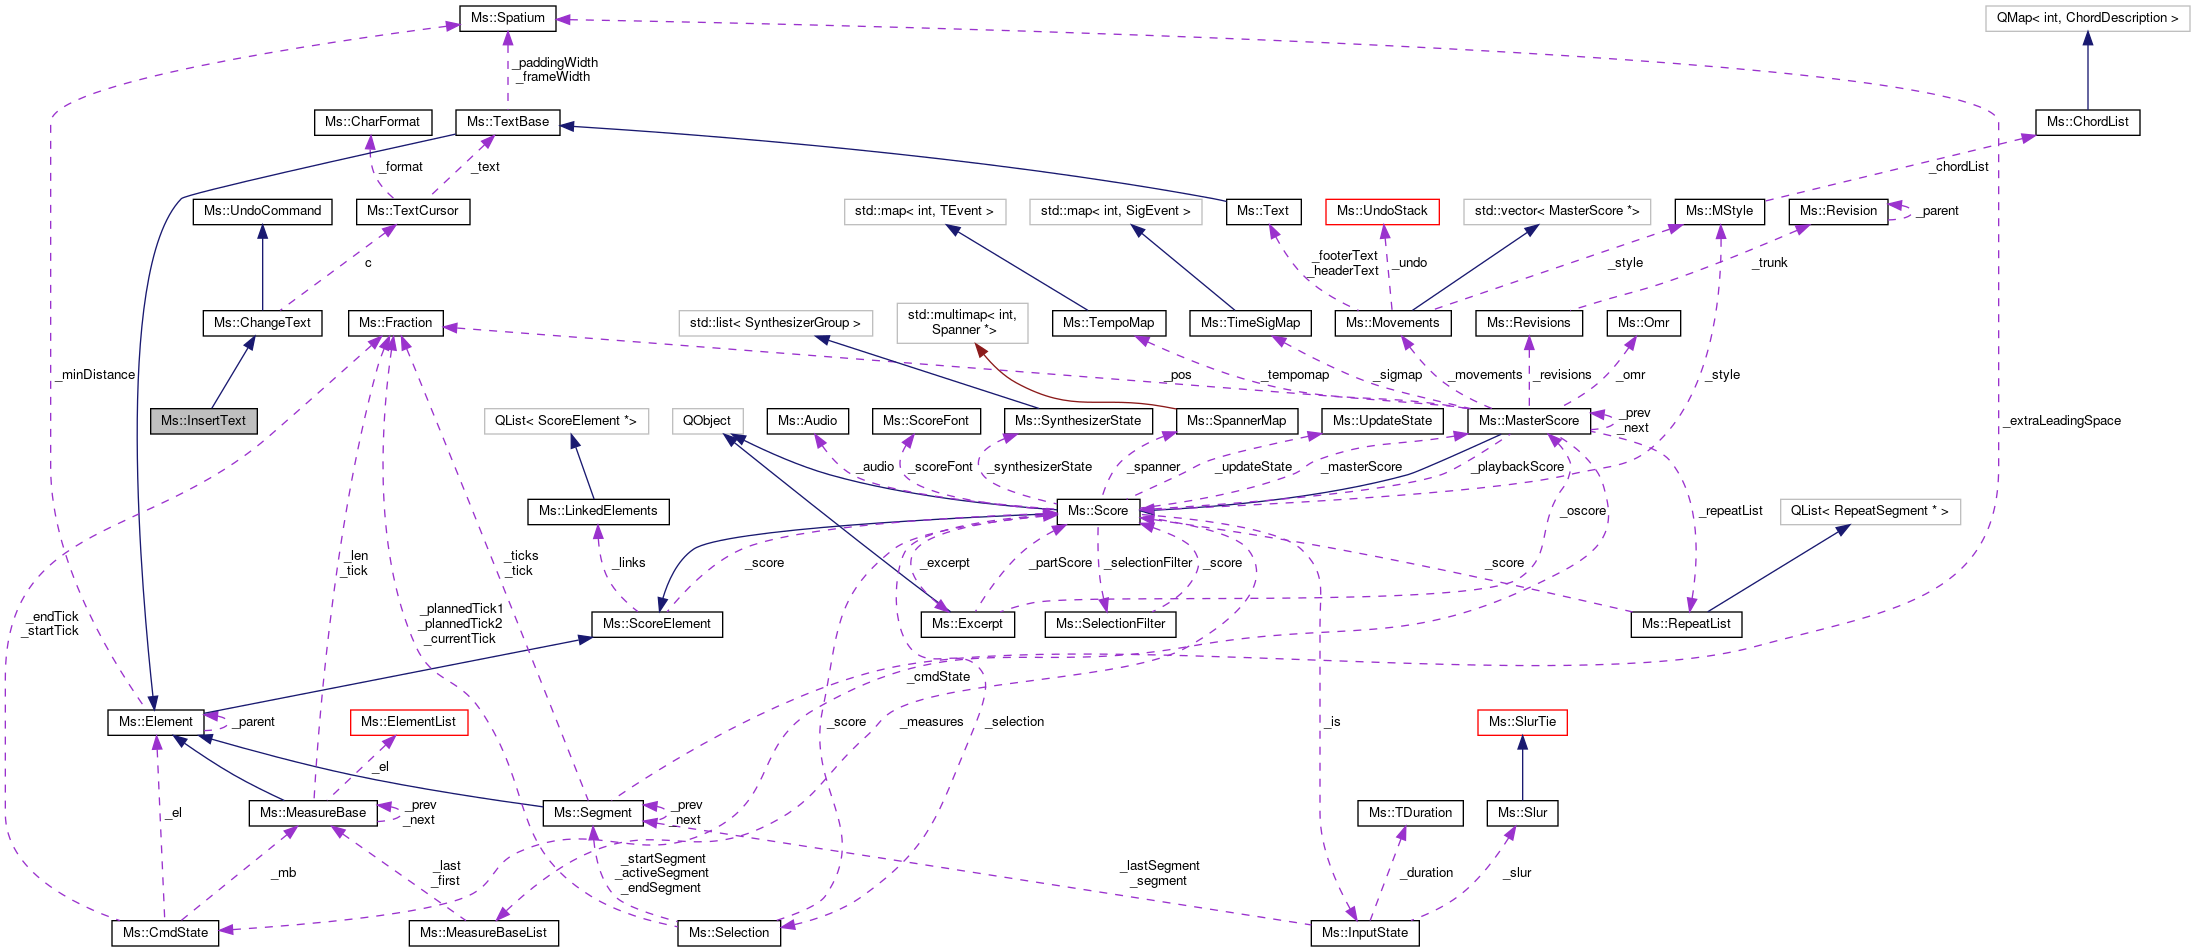 Ms::Spatium
QMap< int, ChordDescription >
_paddingWidth
_frameWidth
Ms::CharFormat
Ms::TextBase
Ms::ChordList
_format
_text
_chordList
Ms::UndoCommand
Ms::TextCursor
std::map< int, TEvent >
std::map< int, SigEvent >
Ms::Text
Ms::UndoStack
std::vector< MasterScore *>
Ms::MStyle
Ms::Revision
_parent
c
_footerText
_headerText
_undo
_style
_trunk
Ms::ChangeText
Ms::Fraction
std::list< SynthesizerGroup >
std::multimap< int,
Spanner *>
Ms::TempoMap
Ms::TimeSigMap
Ms::Movements
Ms::Revisions
Ms::Omr
_minDistance
_pos
_tempomap
_sigmap
_movements
_revisions
_omr
_style
Ms::InsertText
QList< ScoreElement *>
QObject
Ms::Audio
Ms::ScoreFont
Ms::SynthesizerState
Ms::SpannerMap
Ms::UpdateState
Ms::MasterScore
_prev
_next
_extraLeadingSpace
_audio
_scoreFont
_synthesizerState
_spanner
_updateState
_masterScore
_playbackScore
Ms::LinkedElements
Ms::Score
_oscore
_repeatList
QList< RepeatSegment * >
_len
_tick
_ticks
_tick
_links
_score
_excerpt
_partScore
_selectionFilter
_score
_score
_endTick
_startTick
_plannedTick1
_plannedTick2
_currentTick
Ms::ScoreElement
Ms::Excerpt
Ms::SelectionFilter
Ms::RepeatList
_cmdState
Ms::Element
_parent
Ms::ElementList
_score
_measures
_selection
_is
Ms::SlurTie
_el
_el
Ms::MeasureBase
_prev
_next
Ms::Segment
_prev
_next
Ms::TDuration
Ms::Slur
_mb
_last
_first
_startSegment
_activeSegment
_endSegment
_lastSegment
_segment
_duration
_slur
Ms::CmdState
Ms::MeasureBaseList
Ms::Selection
Ms::InputState